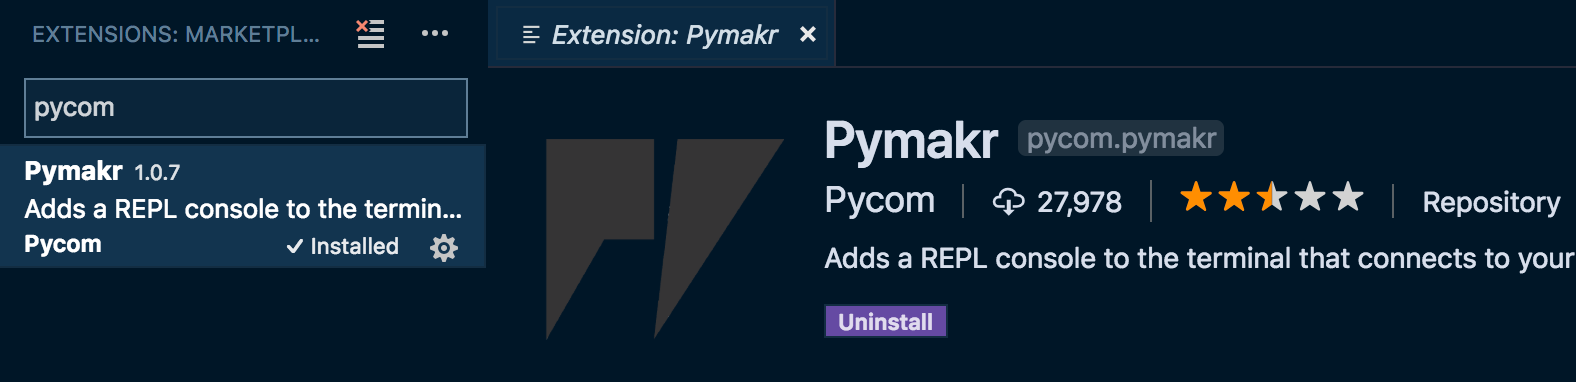 EXTENSIONS: MARKETPL...
pycom
Pymakr 1.0.7
Adds a REPL console to the termin...
Pycom ✓ Installed
Extension: Pymakr ×
Pymakr pycom.pymakr
Pycom | 27,978 | Repository
Adds a REPL console to the terminal that connects to your
Uninstall